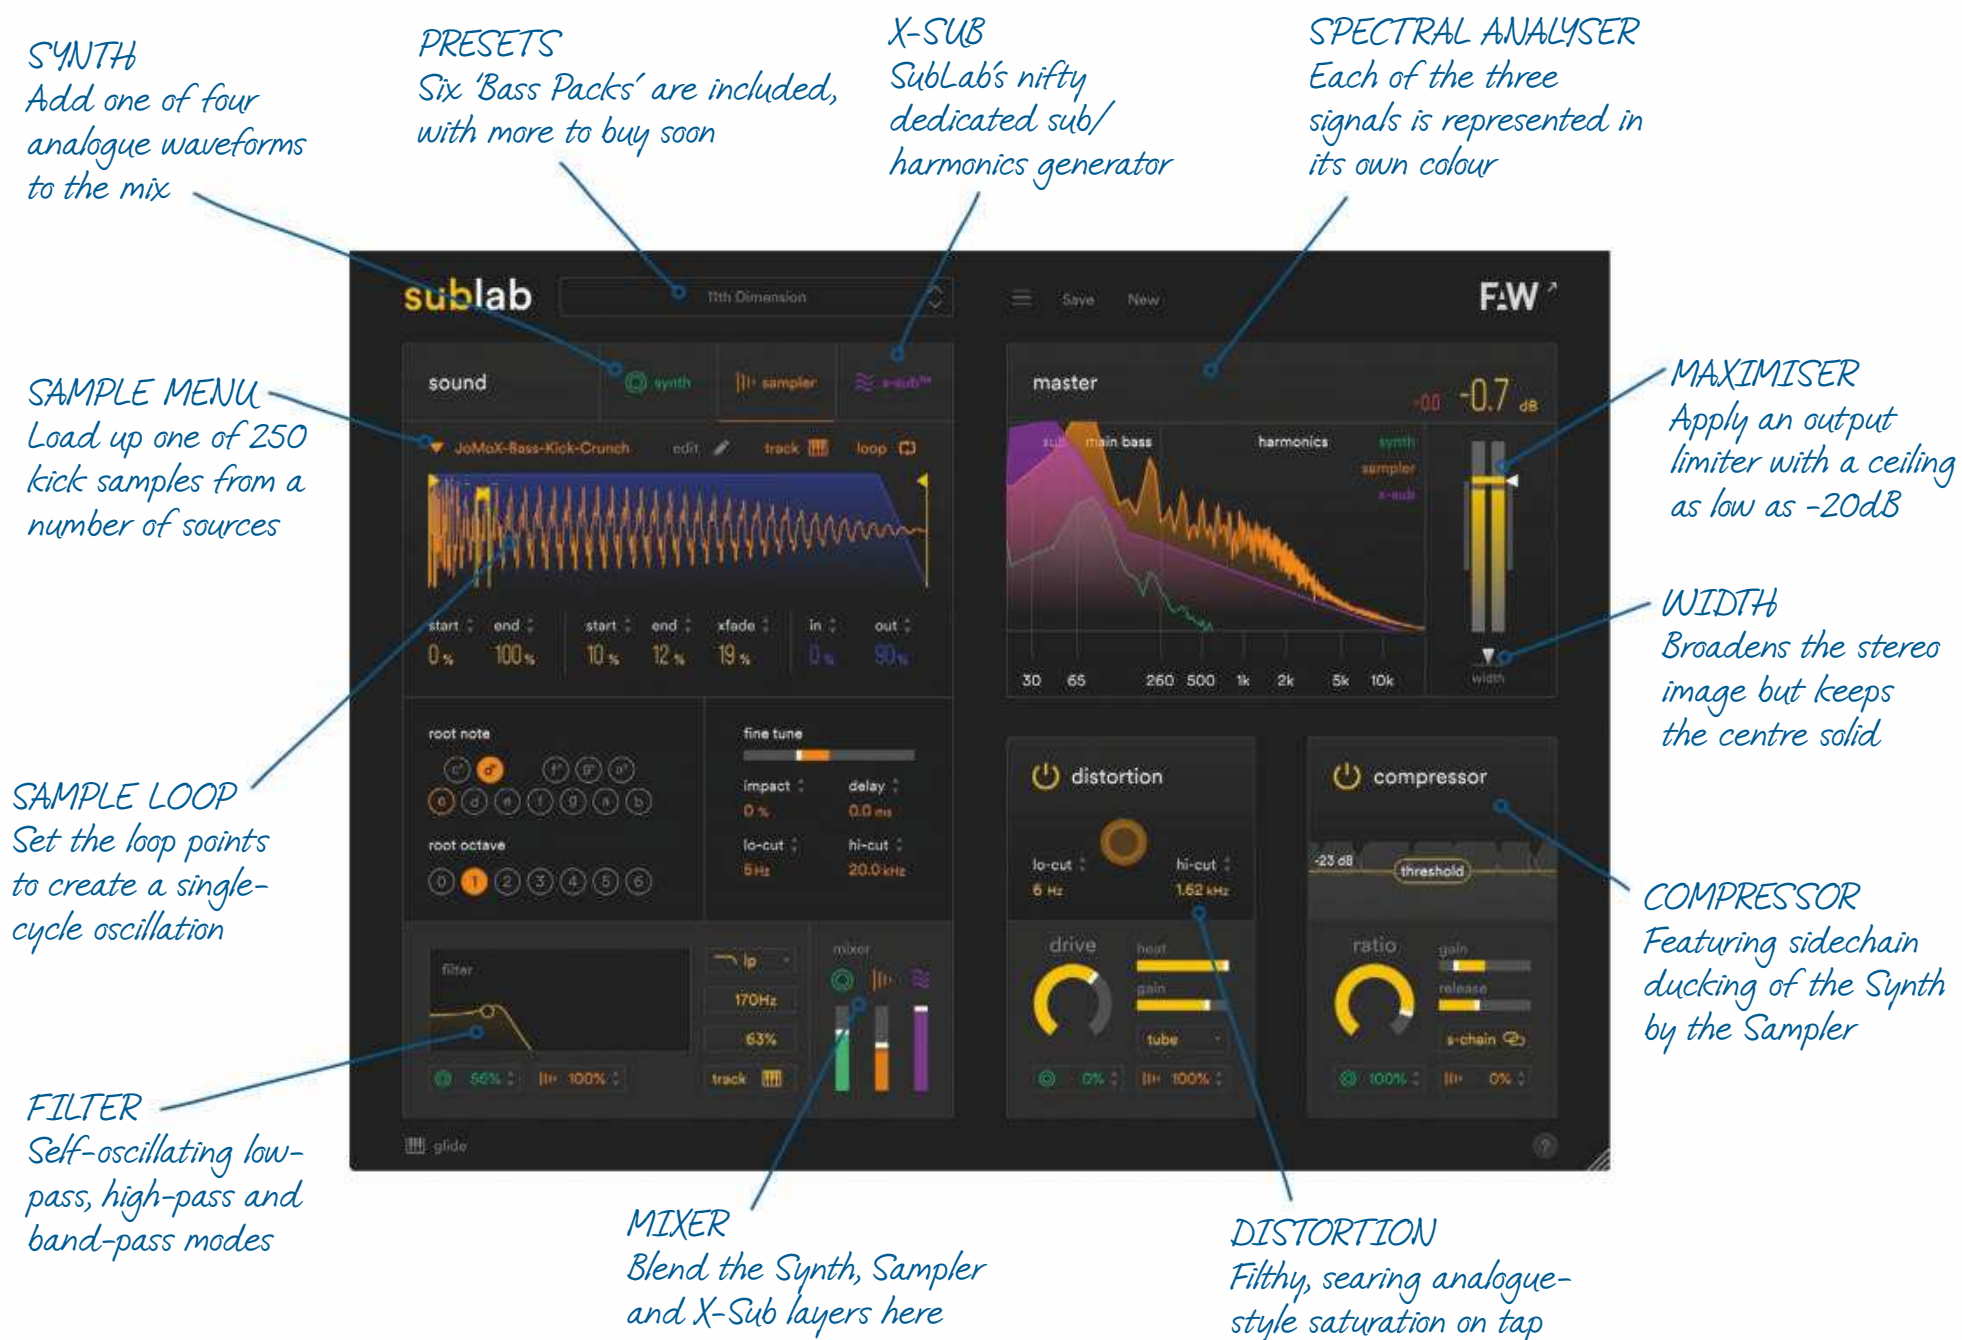 SYNTH
Add one of four
analogue waveforms
to the mix
PRESETS
Six ‘Bass Packs’ are included,
with more to buy soon
X-SUB
SubLab’s nifty
dedicated sub/
harmonics generator
SPECTRAL ANALYSER
Each of the three
signals is represented in
its own colour
sublab
11th Dimension
Save New
FAW
SAMPLE MENU
Load up one of 250
kick samples from a
number of sources
sound synth sampler x-sub™
JoMoX-Bass-Kick-Crunch edit track loop
start end start end xfade in out
0 % 100 % 10 % 12 % 19 % 0 % 90 %
master
-0.0 -0.7 dB
sub main bass harmonics synth
sampler
x-sub
30 65 260 500 1k 2k 5k 10k
width
MAXIMISER
Apply an output
limiter with a ceiling
as low as -20dB
WIDTH
Broadens the stereo
image but keeps
the centre solid
SAMPLE LOOP
Set the loop points
to create a single-
cycle oscillation
root note
c# d# f# g# a#
c d e f g a b
root octave
0 1 2 3 4 5 6
fine tune
impact delay
0 % 0.0 ms
lo-cut hi-cut
5 Hz 20.0 kHz
distortion
lo-cut hi-cut
6 Hz 1.62 kHz
drive heat
gain
tube
0% 100%
compressor
-23 dB threshold
ratio gain
release
s-chain
100% 0%
COMPRESSOR
Featuring sidechain
ducking of the Synth
by the Sampler
filter
lp
170Hz
63%
56% 100% track
mixer
glide
?
FILTER
Self-oscillating low-
pass, high-pass and
band-pass modes
MIXER
Blend the Synth, Sampler
and X-Sub layers here
DISTORTION
Filthy, searing analogue-
style saturation on tap